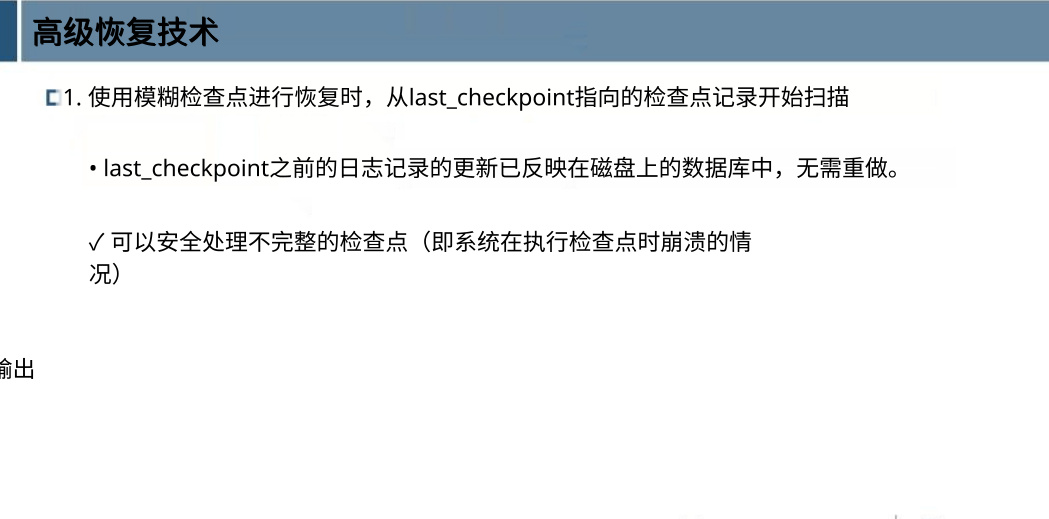 高级恢复技术
1. 使用模糊检查点进行恢复时，从last_checkpoint指向的检查点记录开始扫描
• last_checkpoint之前的日志记录的更新已反映在磁盘上的数据库中，无需重做。
✓ 可以安全处理不完整的检查点（即系统在执行检查点时崩溃的情
况）
输出